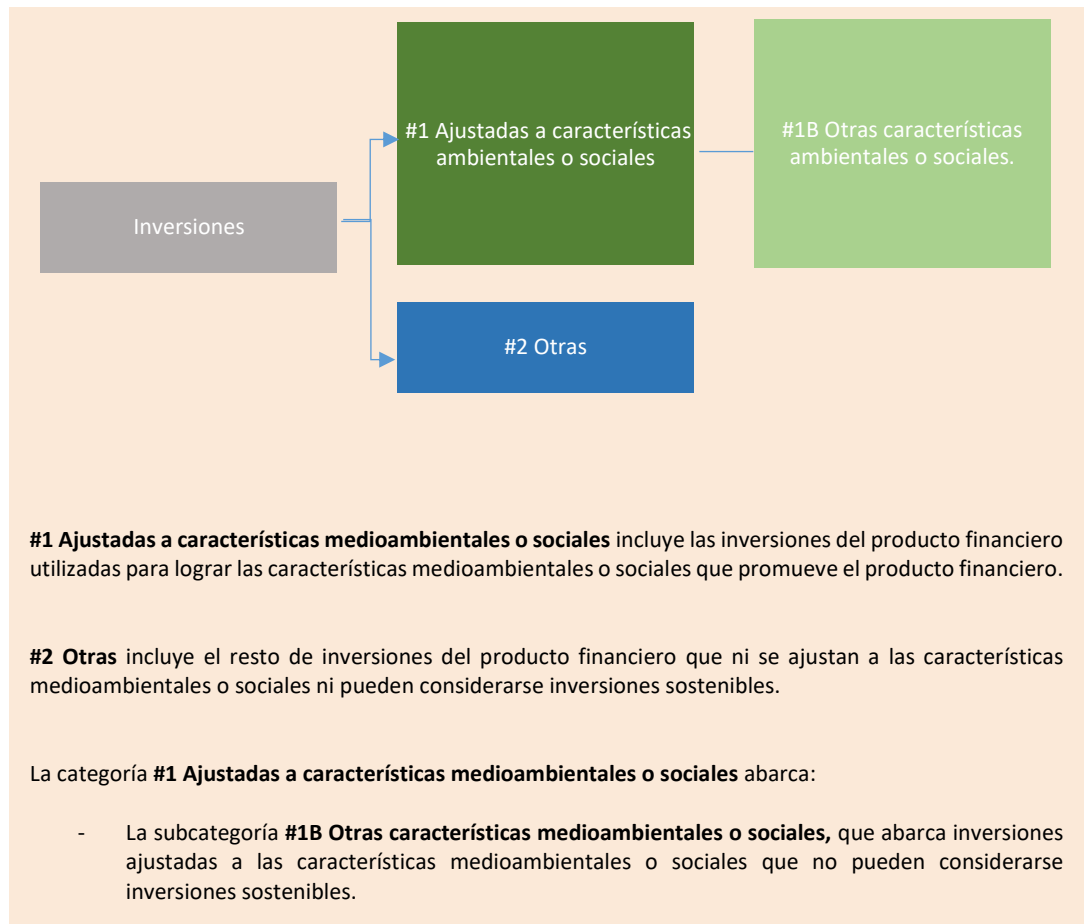 #1 Ajustadas a características
ambientales o sociales
#1B Otras características
ambientales o sociales.
Inversiones
#2 Otras
#1 Ajustadas a características medioambientales o sociales incluye las inversiones del producto financiero
utilizadas para lograr las características medioambientales o sociales que promueve el producto financiero.
#2 Otras incluye el resto de inversiones del producto financiero que ni se ajustan a las características
medioambientales o sociales ni pueden considerarse inversiones sostenibles.
La categoría #1 Ajustadas a características medioambientales o sociales abarca:
- La subcategoría #1B Otras características medioambientales o sociales, que abarca inversiones
ajustadas a las características medioambientales o sociales que no pueden considerarse
inversiones sostenibles.